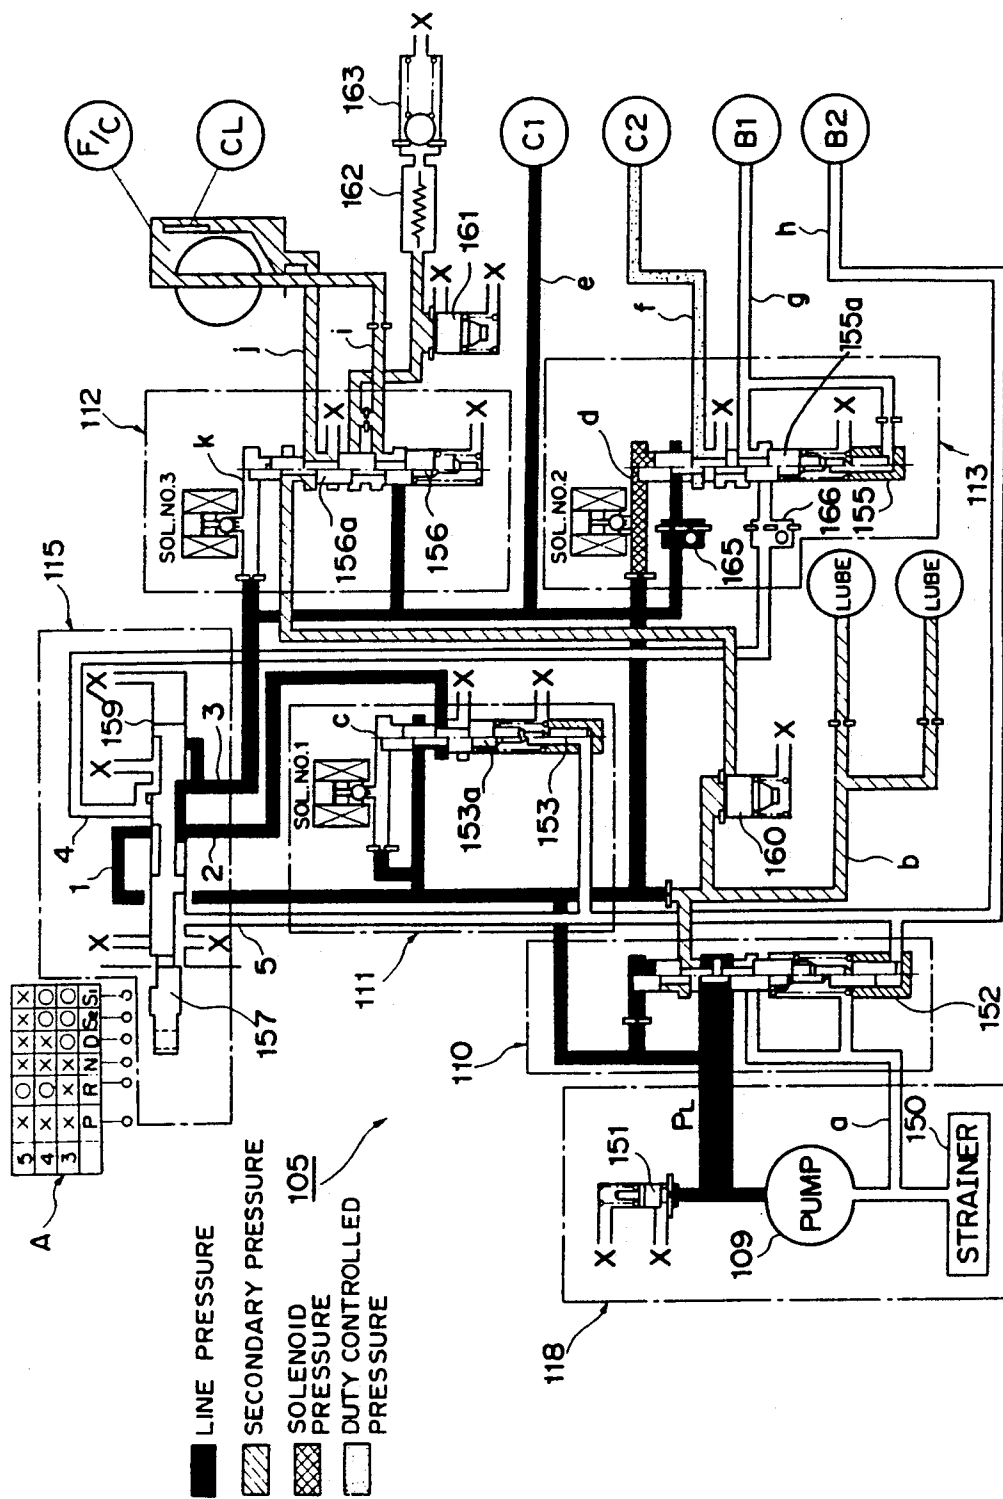 A
5 X O X X X X
4 X X X X O O
3 X X X O O O
P R N D S2 S1
115
159
X
X
X
X
1
2
3
4
5
157
SOL.NO.3
112
k
156a
156
X
X
j
i
F/C
CL
161
X
X
162
163
X
C1
e
C2
f
B1
g
B2
h
SOL.NO.1
c
153a
153
X
X
111
SOL.NO.2
d
165
166
155
155a
X
X
113
LUBE
LUBE
160
X
b
110
152
PL
151
X
X
PUMP
109
a
150
STRAINER
118
105
LINE PRESSURE
SECONDARY PRESSURE
SOLENOID
PRESSURE
DUTY CONTROLLED
PRESSURE